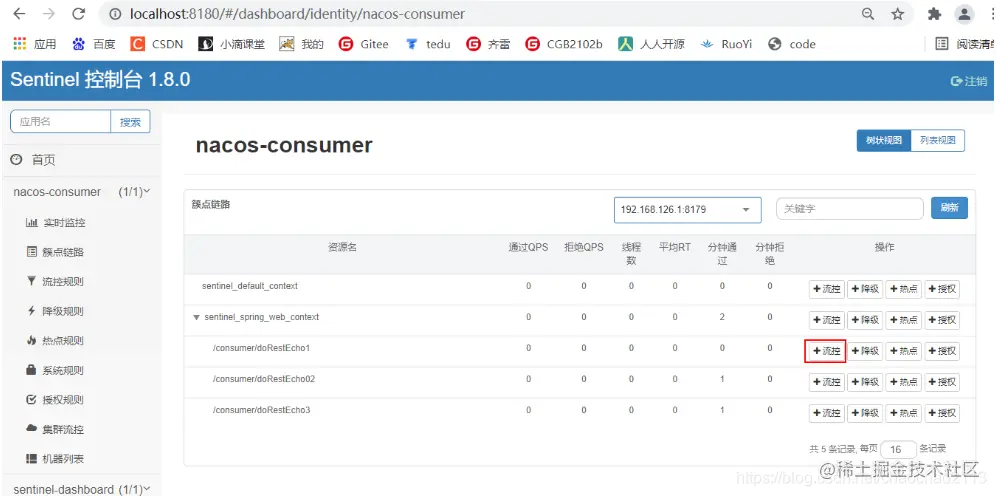 localhost:8180/#/dashboard/identity/nacos-consumer
应用 百度 CSDN 小滴课堂 我的 Gitee tedu 齐雷 CGB2102b 人人开源 RuoYi code 阅读清单
Sentinel 控制台 1.8.0 注销
应用名 搜索
nacos-consumer 树状视图 列表视图
首页
nacos-consumer (1/1)
实时监控
簇点链路
流控规则
降级规则
热点规则
系统规则
授权规则
集群流控
机器列表
sentinel-dashboard (1/1)
簇点链路 192.168.126.1:8179 关键字 刷新
资源名 通过QPS 拒绝QPS 线程数 平均RT 分钟通过 分钟拒绝 操作
sentinel_default_context 0 0 0 0 0 0 +流控 +降级 +热点 +授权
sentinel_spring_web_context 0 0 0 0 2 0 +流控 +降级 +热点 +授权
/consumer/doRestEcho1 0 0 0 0 0 0 +流控 +降级 +热点 +授权
/consumer/doRestEcho02 0 0 0 0 1 0 +流控 +降级 +热点 +授权
/consumer/doRestEcho3 0 0 0 0 1 0 +流控 +降级 +热点 +授权
共 5 条记录, 每页 16 条记录
@稀土掘金技术社区